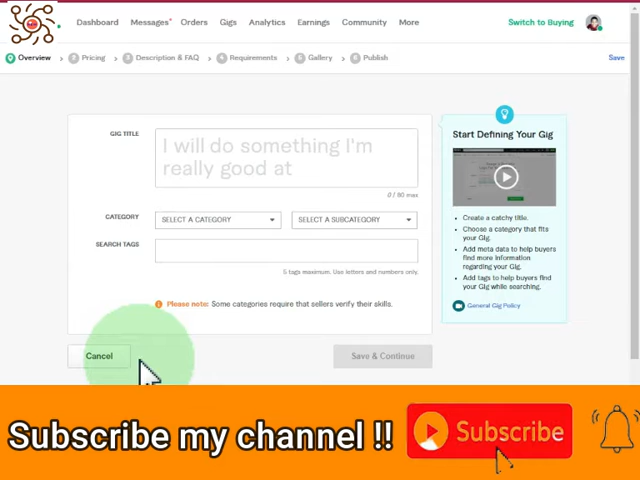 Dashboard Messages Orders Gigs Analytics Earnings Community More Switch to Buying
Overview 2 Pricing 3 Description & FAQ 4 Requirements 5 Gallery 6 Publish Save
GIG TITLE
I will do something I'm
really good at
0 / 80 max
CATEGORY SELECT A CATEGORY SELECT A SUBCATEGORY
SEARCH TAGS
5 tags maximum. Use letters and numbers only.
Please note: Some categories require that sellers verify their skills.
Cancel Save & Continue
Start Defining Your Gig
• Create a catchy title.
• Choose a category that fits
your Gig.
• Add meta data to help buyers
find more information
regarding your Gig.
• Add tags to help buyers
find your Gig while searching.
General Gig Policy
Subscribe my channel !! Subscribe